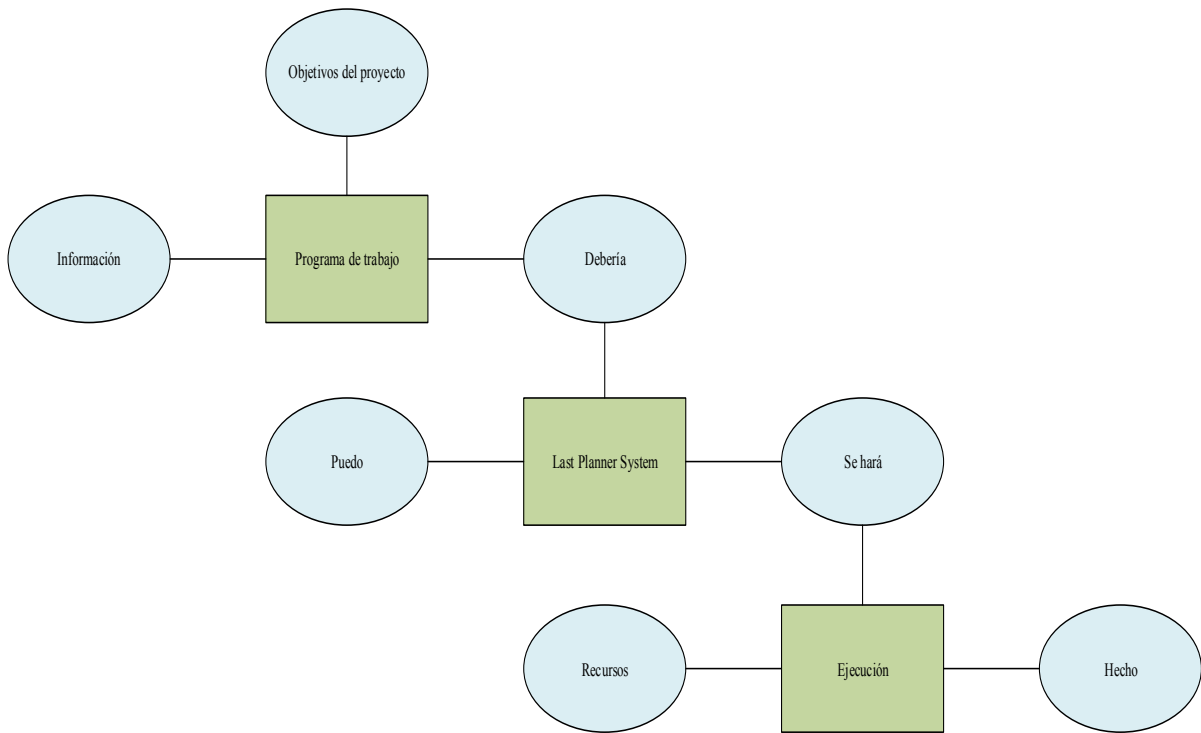 Objetivos del proyecto
Información
Programa de trabajo
Debería
Puedo
Last Planner System
Se hará
Recursos
Ejecución
Hecho